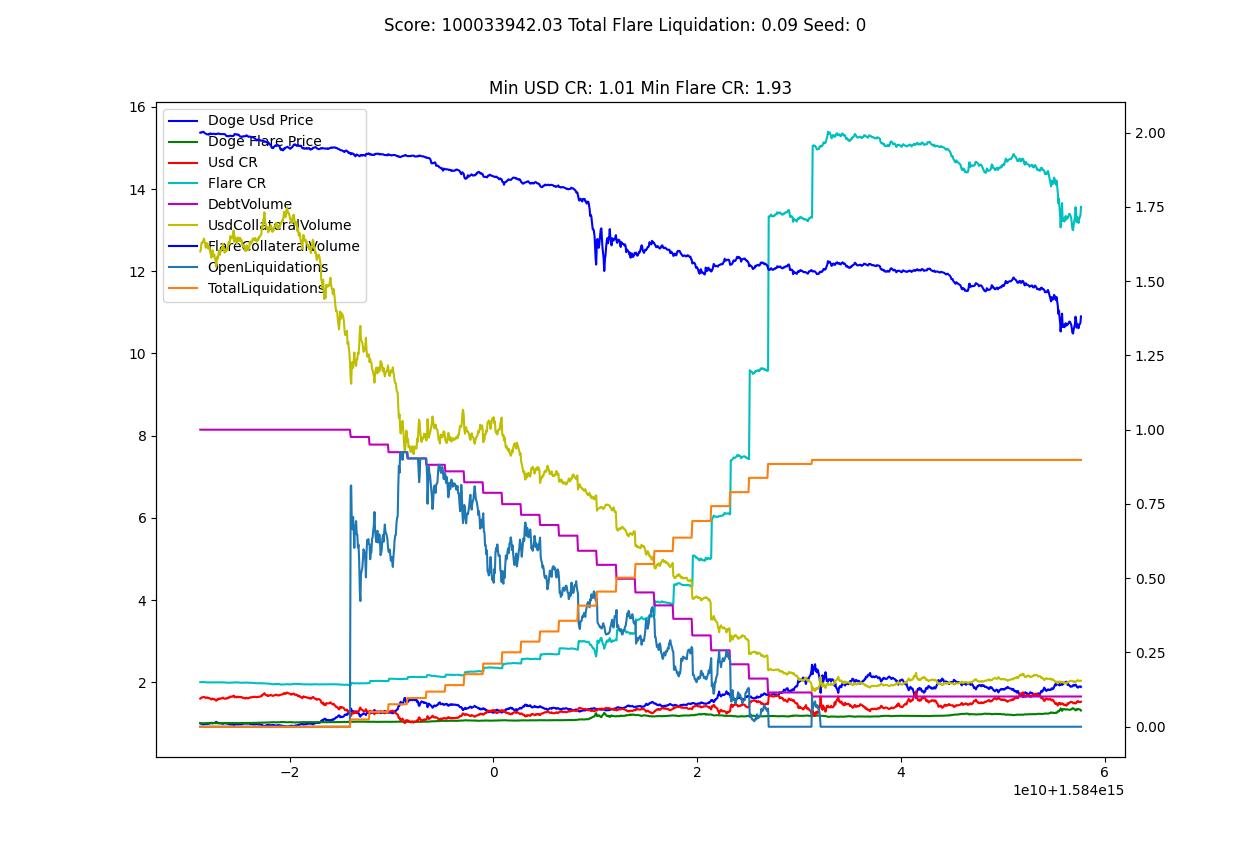 Score: 100033942.03 Total Flare Liquidation: 0.09 Seed: 0
Min USD CR: 1.01 Min Flare CR: 1.93
Doge Usd Price
Doge Flare Price
Usd CR
Flare CR
DebtVolume
UsdCollateralVolume
FlareCollateralVolume
OpenLiquidations
TotalLiquidations
16
14
12
10
8
6
4
2
2.00
1.75
1.50
1.25
1.00
0.75
0.50
0.25
0.00
−2
0
2
4
6
1e10+1.584e15